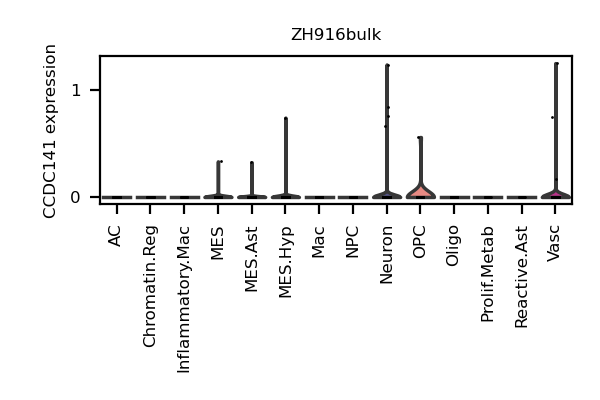 ZH916bulk
CCDC141 expression
1
0
AC
Chromatin.Reg
Inflammatory.Mac
MES
MES.Ast
MES.Hyp
Mac
NPC
Neuron
OPC
Oligo
Prolif.Metab
Reactive.Ast
Vasc